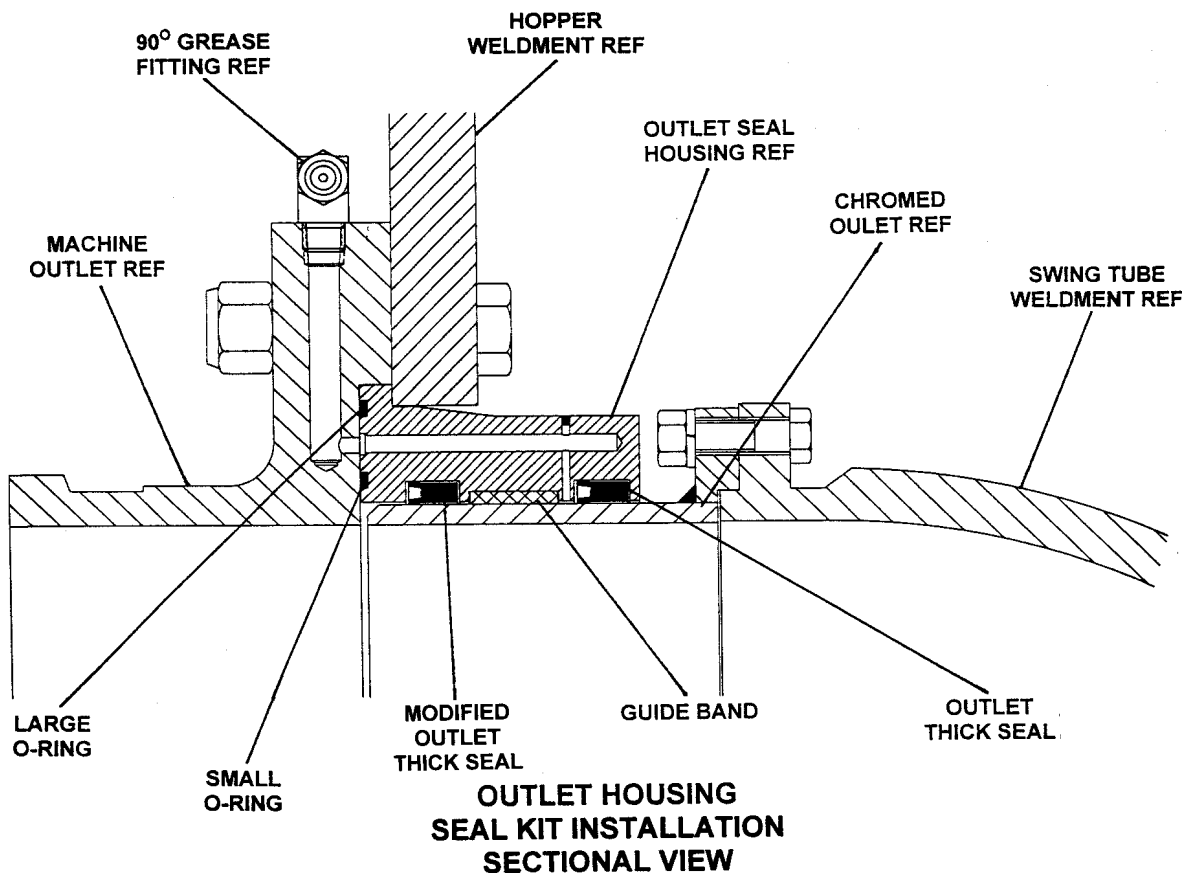 90° GREASE
FITTING REF
HOPPER
WELDMENT REF
OUTLET SEAL
HOUSING REF
CHROMED
OULET REF
MACHINE
OUTLET REF
SWING TUBE
WELDMENT REF
LARGE
O-RING
SMALL
O-RING
MODIFIED
OUTLET
THICK SEAL
GUIDE BAND
OUTLET
THICK SEAL
OUTLET HOUSING
SEAL KIT INSTALLATION
SECTIONAL VIEW